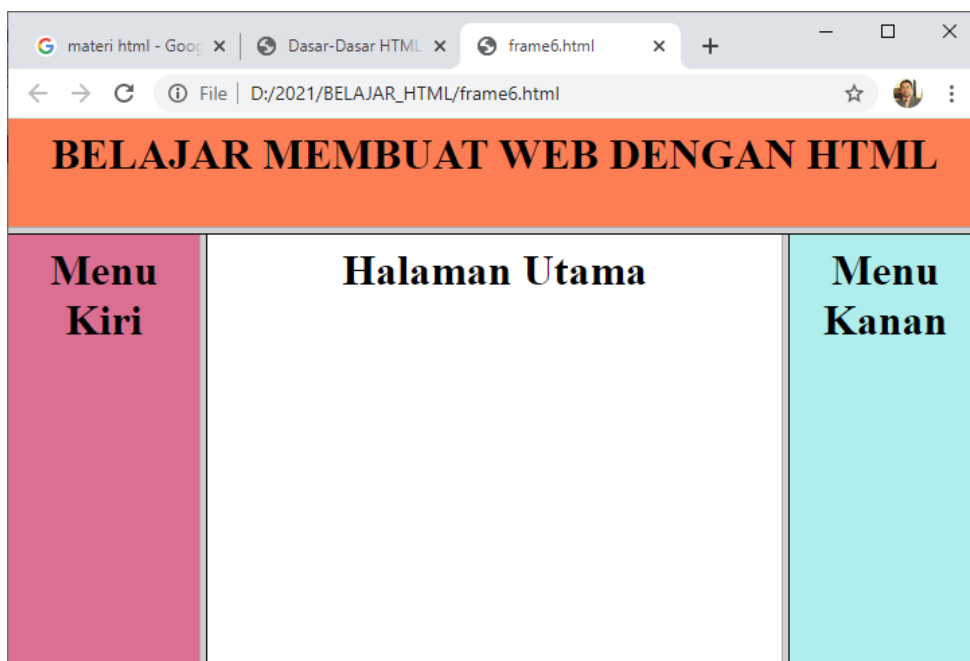 materi html - Goog
Dasar-Dasar HTML
frame6.html
File | D:/2021/BELAJAR_HTML/frame6.html
BELAJAR MEMBUAT WEB DENGAN HTML
Menu
Kiri
Halaman Utama
Menu
Kanan